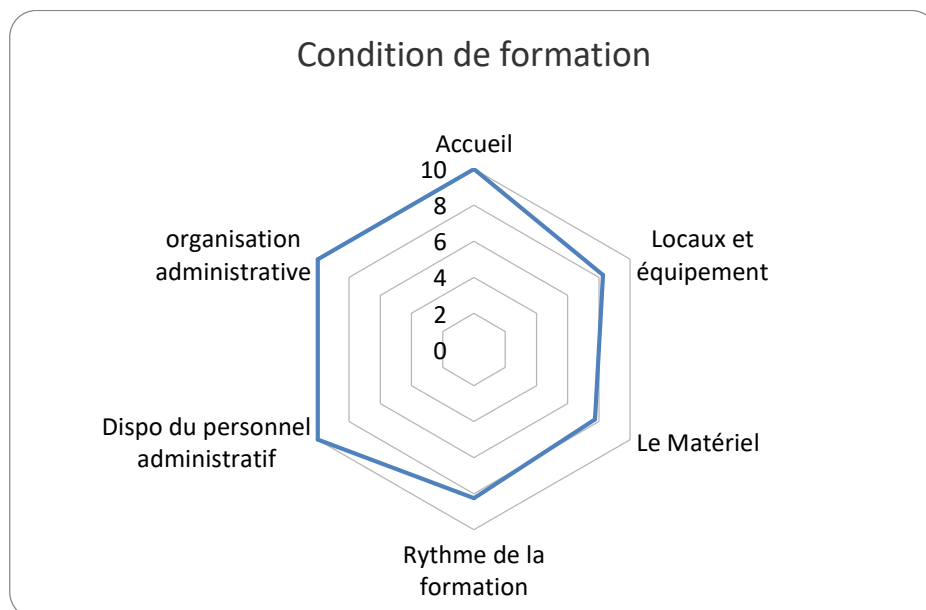 Condition de formation
Accueil
10
8
6
4
2
0
Locaux et
équipement
Le Matériel
Rythme de la
formation
Dispo du personnel
administratif
organisation
administrative